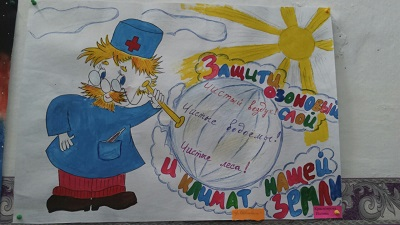 Защити
озоновый
слой
Чистый воздух!
Чистые водоемы!
Чистые леса!
И климат нашей
Земли